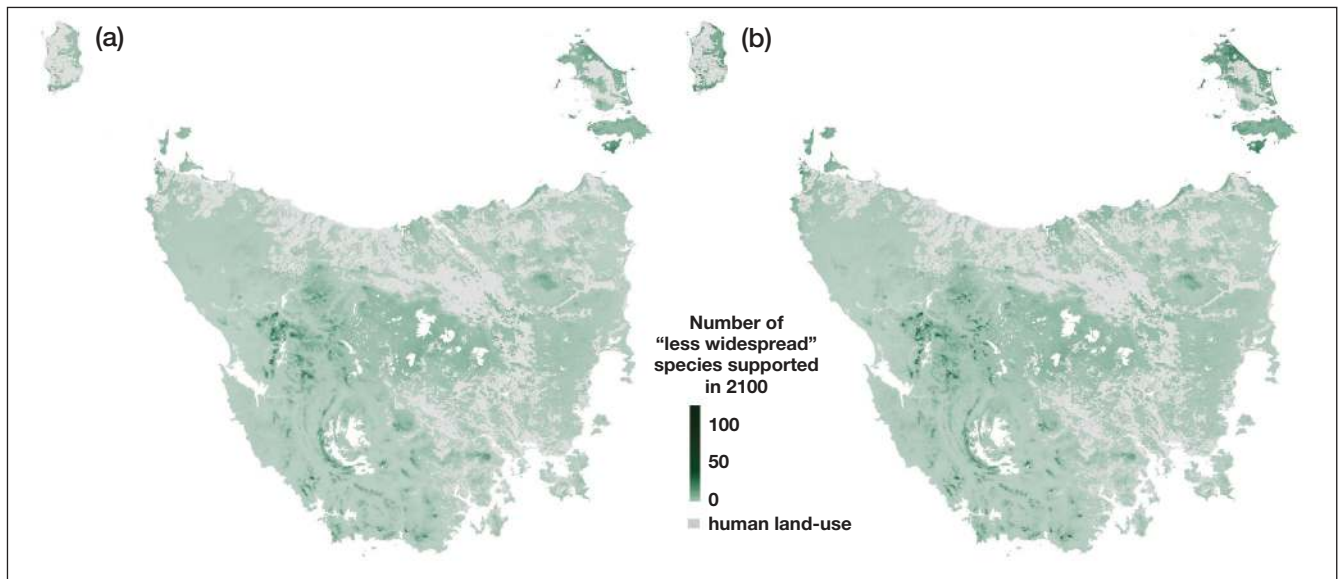 (a)
(b)
Number of
“less widespread”
species supported
in 2100
100
50
0
human land-use